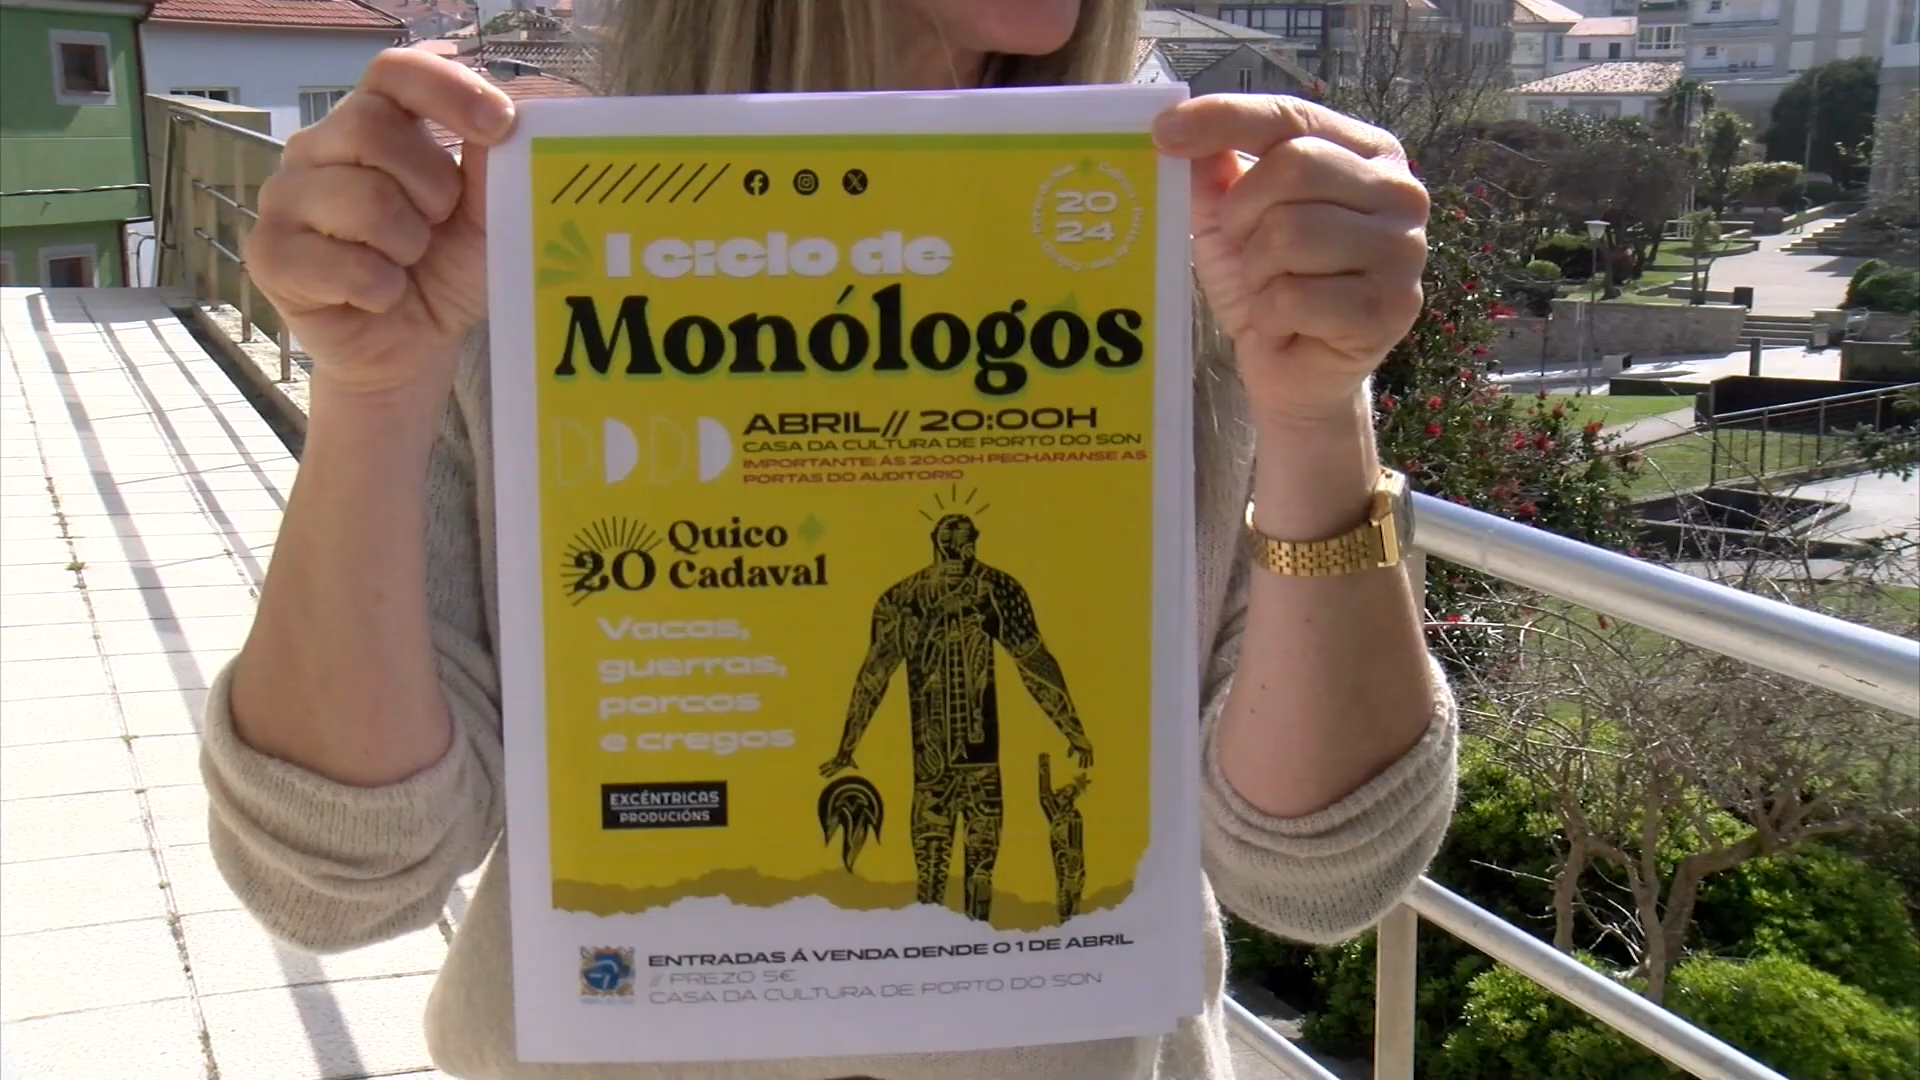 2024
I ciclo de
Monólogos
ABRIL// 20:00H
CASA DA CULTURA DE PORTO DO SON
IMPORTANTE: ÁS 20:00H PECHARANSE AS
PORTAS DO AUDITORIO
20 Quico
Cadaval
Vacas,
guerras,
porcos
e cregos
EXCÉNTRICAS
PRODUCIÓNS
ENTRADAS Á VENDA DENDE O 1 DE ABRIL
// PREZO 5€
CASA DA CULTURA DE PORTO DO SON